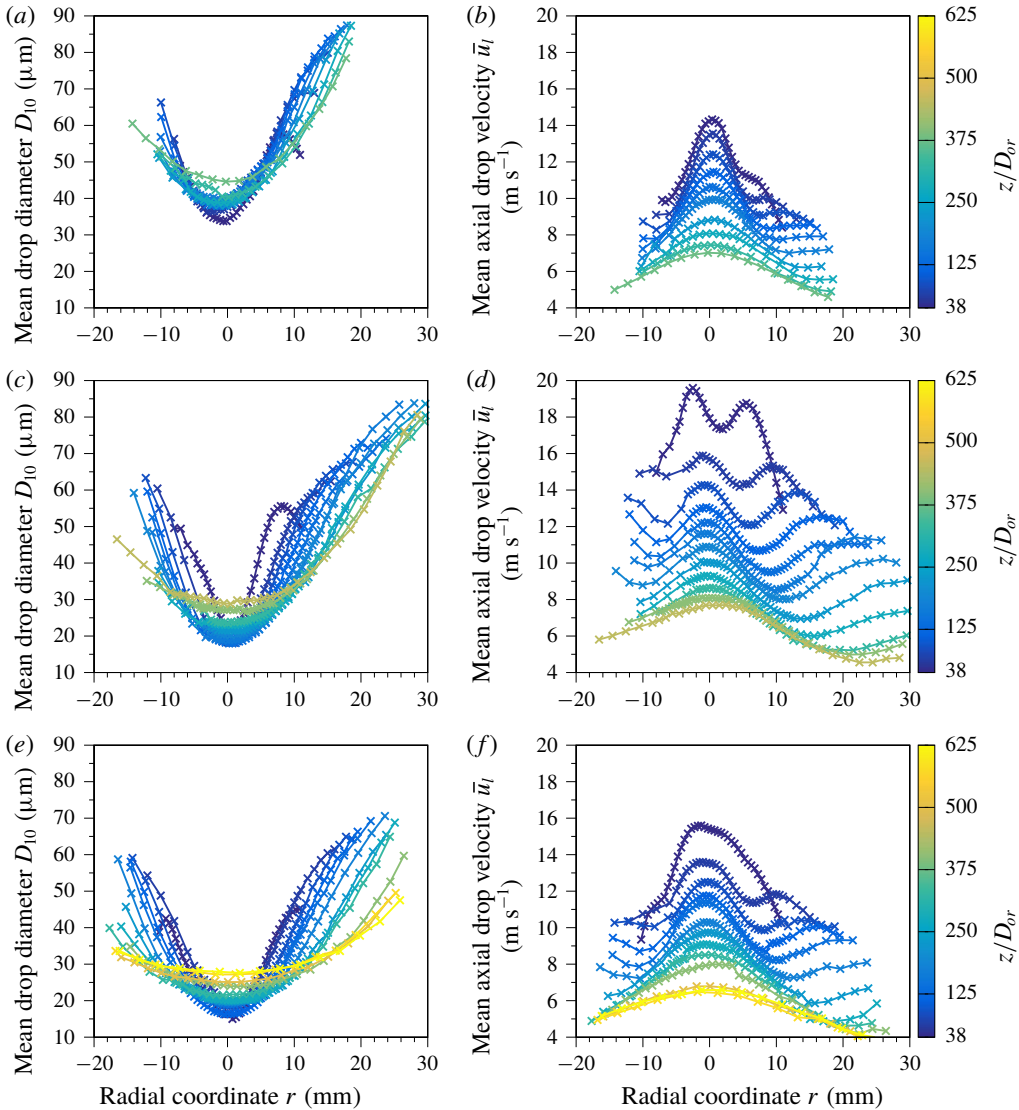 (a)
90
80
70
60
50
40
30
20
10
Mean drop diameter D10 (μm)
−20 −10 0 10 20 30
(b)
20
18
16
14
12
10
8
6
4
Mean axial drop velocity ūl
(m s−1)
−20 −10 0 10 20 30
625
500
375
250
125
38
z/Dor
(c)
90
80
70
60
50
40
30
20
10
Mean drop diameter D10 (μm)
−20 −10 0 10 20 30
(d)
20
18
16
14
12
10
8
6
4
Mean axial drop velocity ūl
(m s−1)
−20 −10 0 10 20 30
625
500
375
250
125
38
z/Dor
(e)
90
80
70
60
50
40
30
20
10
Mean drop diameter D10 (μm)
−20 −10 0 10 20 30
Radial coordinate r (mm)
(f)
20
18
16
14
12
10
8
6
4
Mean axial drop velocity ūl
(m s−1)
−20 −10 0 10 20 30
Radial coordinate r (mm)
625
500
375
250
125
38
z/Dor